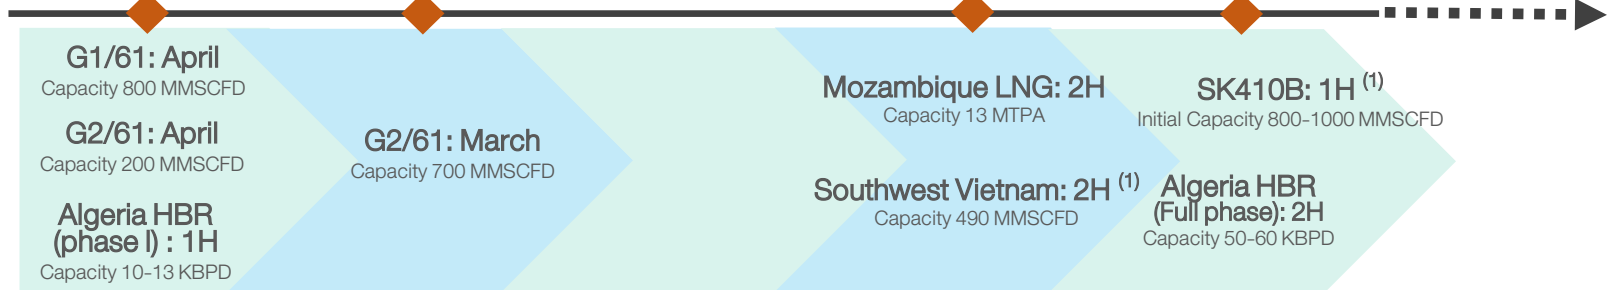 G1/61: April
Capacity 800 MMSCFD
G2/61: April
Capacity 200 MMSCFD
Algeria HBR
(phase I) : 1H
Capacity 10-13 KBPD
G2/61: March
Capacity 700 MMSCFD
Mozambique LNG: 2H
Capacity 13 MTPA
Southwest Vietnam: 2H (1)
Capacity 490 MMSCFD
SK410B: 1H (1)
Initial Capacity 800-1000 MMSCFD
Algeria HBR
(Full phase): 2H
Capacity 50-60 KBPD